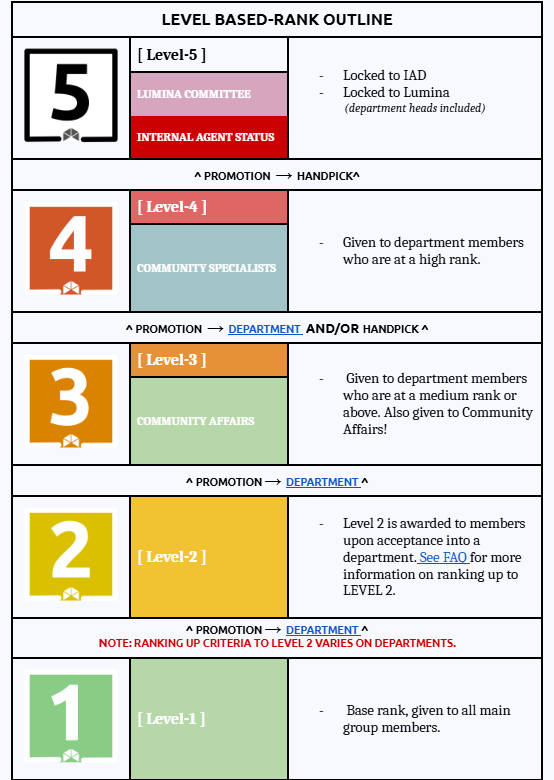 LEVEL BASED-RANK OUTLINE
5
[ Level-5 ]
LUMINA COMMITTEE
INTERNAL AGENT STATUS
- Locked to IAD
- Locked to Lumina
(department heads included)
^ PROMOTION → HANDPICK^
4
[ Level-4 ]
COMMUNITY SPECIALISTS
- Given to department members
who are at a high rank.
^ PROMOTION → DEPARTMENT AND/OR HANDPICK ^
3
[ Level-3 ]
COMMUNITY AFFAIRS
- Given to department members
who are at a medium rank or
above. Also given to Community
Affairs!
^ PROMOTION → DEPARTMENT ^
2
[ Level-2 ]
- Level 2 is awarded to members
upon acceptance into a
department. See FAQ for more
information on ranking up to
LEVEL 2.
^ PROMOTION → DEPARTMENT ^
NOTE: RANKING UP CRITERIA TO LEVEL 2 VARIES ON DEPARTMENTS.
1
[ Level-1 ]
- Base rank, given to all main
group members.